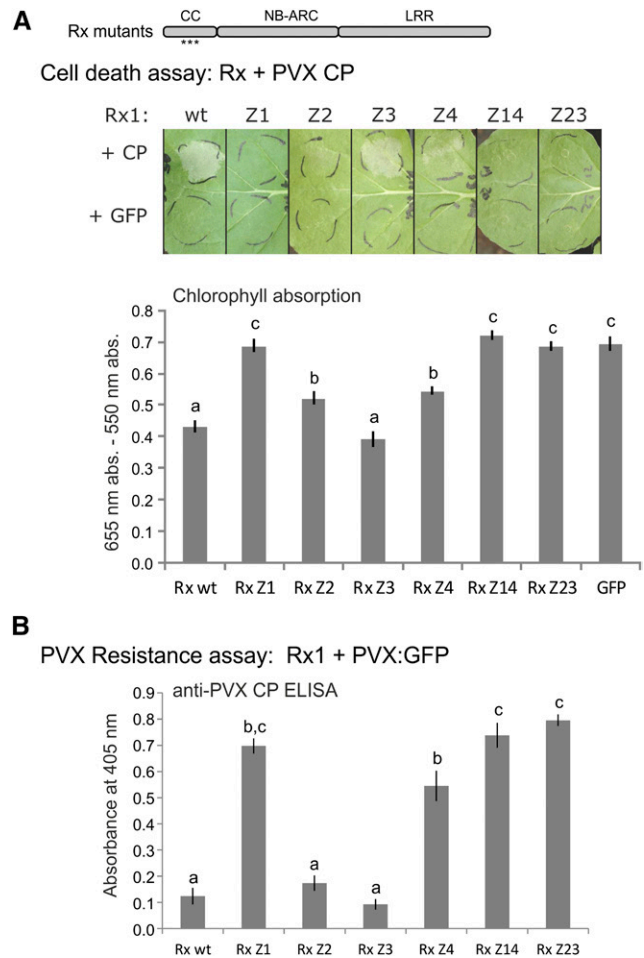 A
CC NB-ARC LRR
Rx mutants
***
Cell death assay: Rx + PVX CP
Rx1: wt Z1 Z2 Z3 Z4 Z14 Z23
+ CP
+ GFP
Chlorophyll absorption
655 nm abs. - 550 nm abs.
0.8
0.7
0.6
0.5
0.4
0.3
0.2
0.1
0.0
a c b a b c c c
Rx wt Rx Z1 Rx Z2 Rx Z3 Rx Z4 Rx Z14 Rx Z23 GFP
B
PVX Resistance assay: Rx1 + PVX:GFP
anti-PVX CP ELISA
Absorbance at 405 nm
0.9
0.8
0.7
0.6
0.5
0.4
0.3
0.2
0.1
0.0
a b,c a a b c c
Rx wt Rx Z1 Rx Z2 Rx Z3 Rx Z4 Rx Z14 Rx Z23